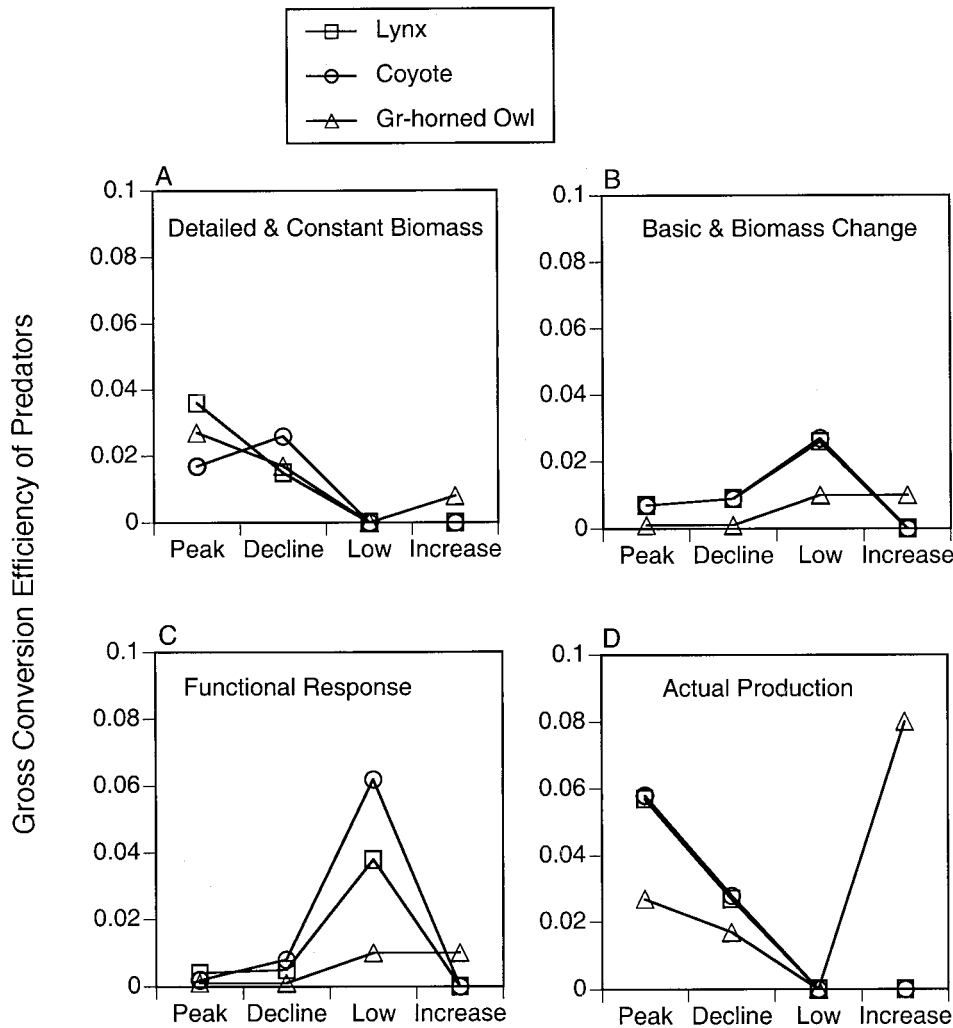 Lynx
Coyote
Gr-horned Owl
Gross Conversion Efficiency of Predators
A
Detailed & Constant Biomass
0.1
0.08
0.06
0.04
0.02
0
Peak Decline Low Increase
B
Basic & Biomass Change
0.1
0.08
0.06
0.04
0.02
0
Peak Decline Low Increase
C
Functional Response
0.1
0.08
0.06
0.04
0.02
0
Peak Decline Low Increase
D
Actual Production
0.1
0.08
0.06
0.04
0.02
0
Peak Decline Low Increase